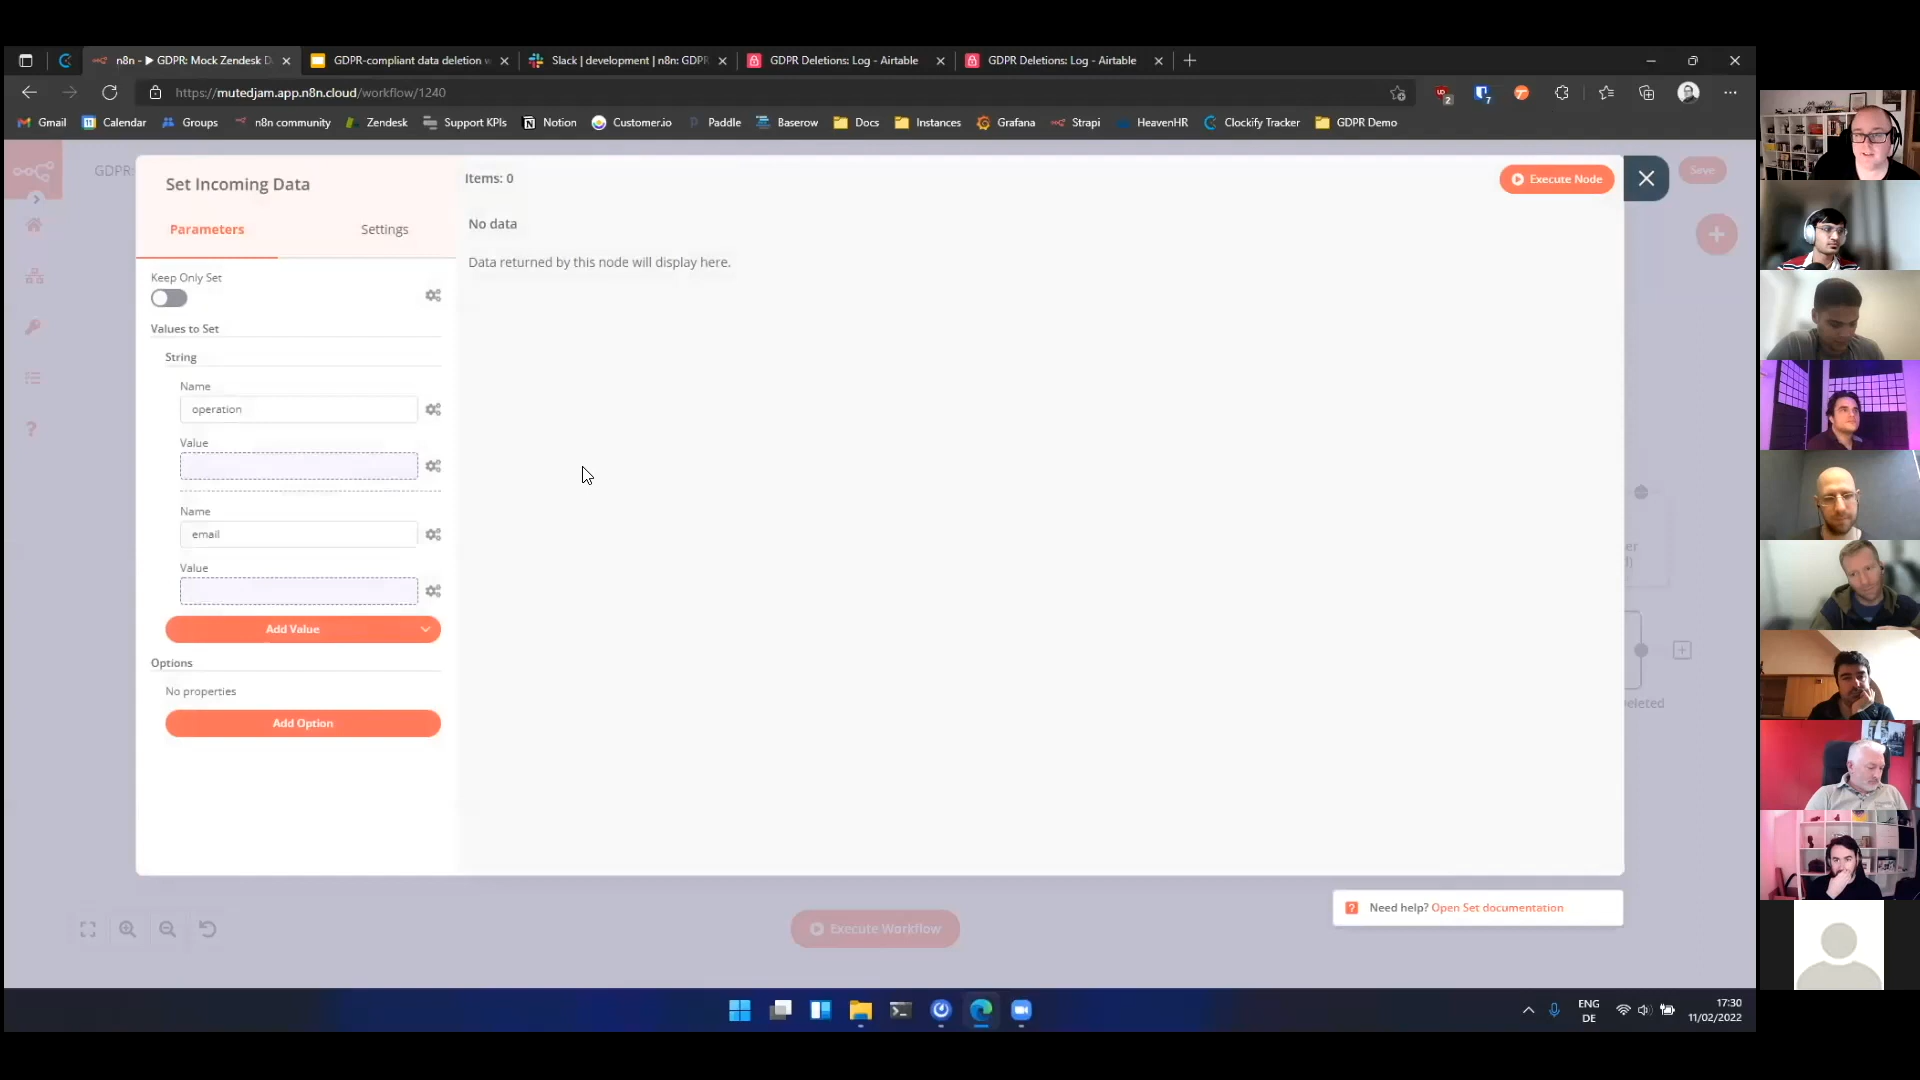 n8n - ▶ GDPR: Mock Zendesk D
GDPR-compliant data deletion w
Slack | development | n8n: GDPR
GDPR Deletions: Log - Airtable
GDPR Deletions: Log - Airtable
https://mutedjam.app.n8n.cloud/workflow/1240
2
7
Gmail
Calendar
Groups
n8n community
Zendesk
Support KPIs
Notion
Customer.io
Paddle
Baserow
Docs
Instances
Grafana
Strapi
HeavenHR
Clockify Tracker
GDPR Demo
GDPR:
Set Incoming Data
Items: 0
Execute Node
Save
Parameters
Settings
No data
Data returned by this node will display here.
Keep Only Set
Values to Set
String
Name
operation
Value
Name
email
Value
Add Value
Options
No properties
Add Option
er
d)
eleted
Need help? Open Set documentation
Execute Workflow
ENG
DE
17:30
11/02/2022